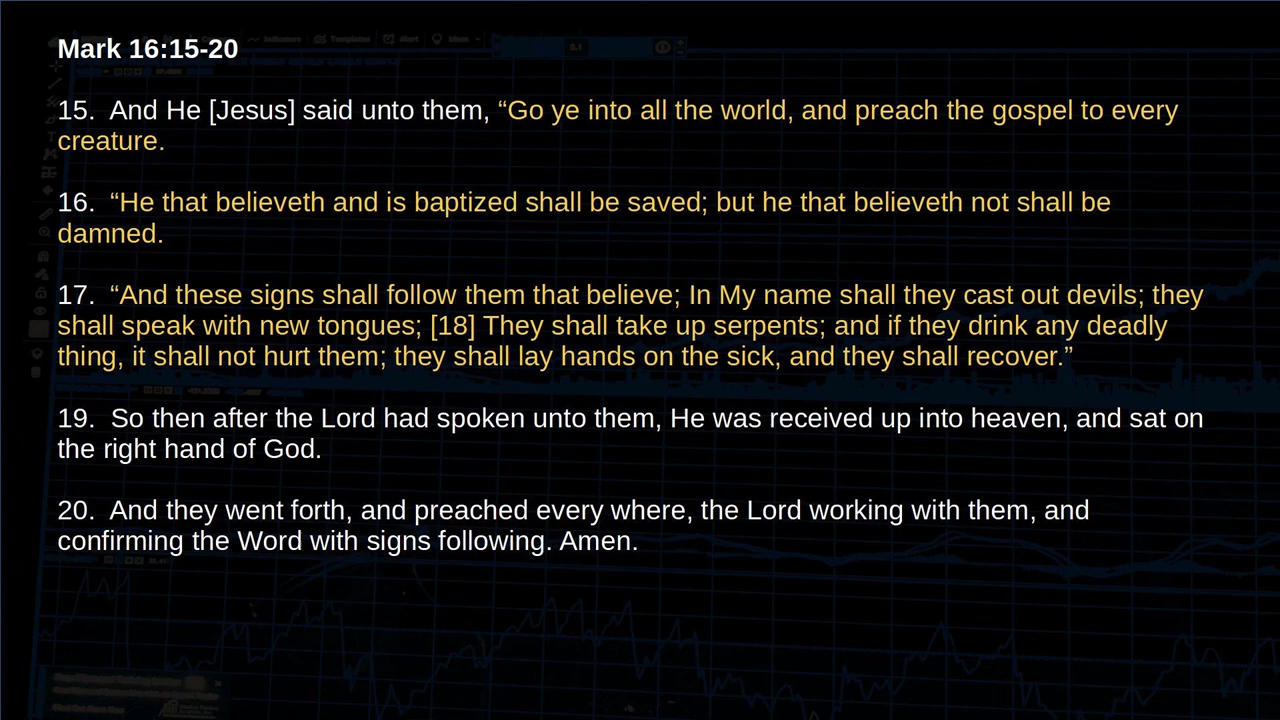 Mark 16:15-20
15.  And He [Jesus] said unto them, “Go ye into all the world, and preach the gospel to every
creature.
16.  “He that believeth and is baptized shall be saved; but he that believeth not shall be
damned.
17.  “And these signs shall follow them that believe; In My name shall they cast out devils; they
shall speak with new tongues; [18] They shall take up serpents; and if they drink any deadly
thing, it shall not hurt them; they shall lay hands on the sick, and they shall recover.”
19.  So then after the Lord had spoken unto them, He was received up into heaven, and sat on
the right hand of God.
20.  And they went forth, and preached every where, the Lord working with them, and
confirming the Word with signs following. Amen.